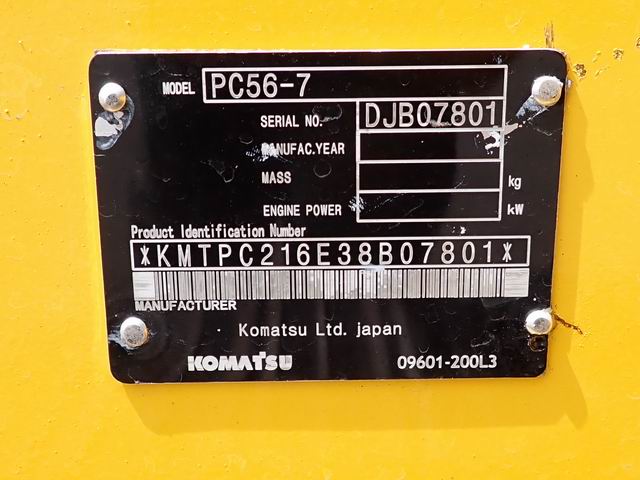 MODEL PC56-7
SERIAL NO. DJB07801
MANUFAC.YEAR
MASS kg
ENGINE POWER kW
Product Identification Number
*KMTPC216E38B07801*
MANUFACTURER
Komatsu Ltd. japan
KOMATSU 09601-200L3